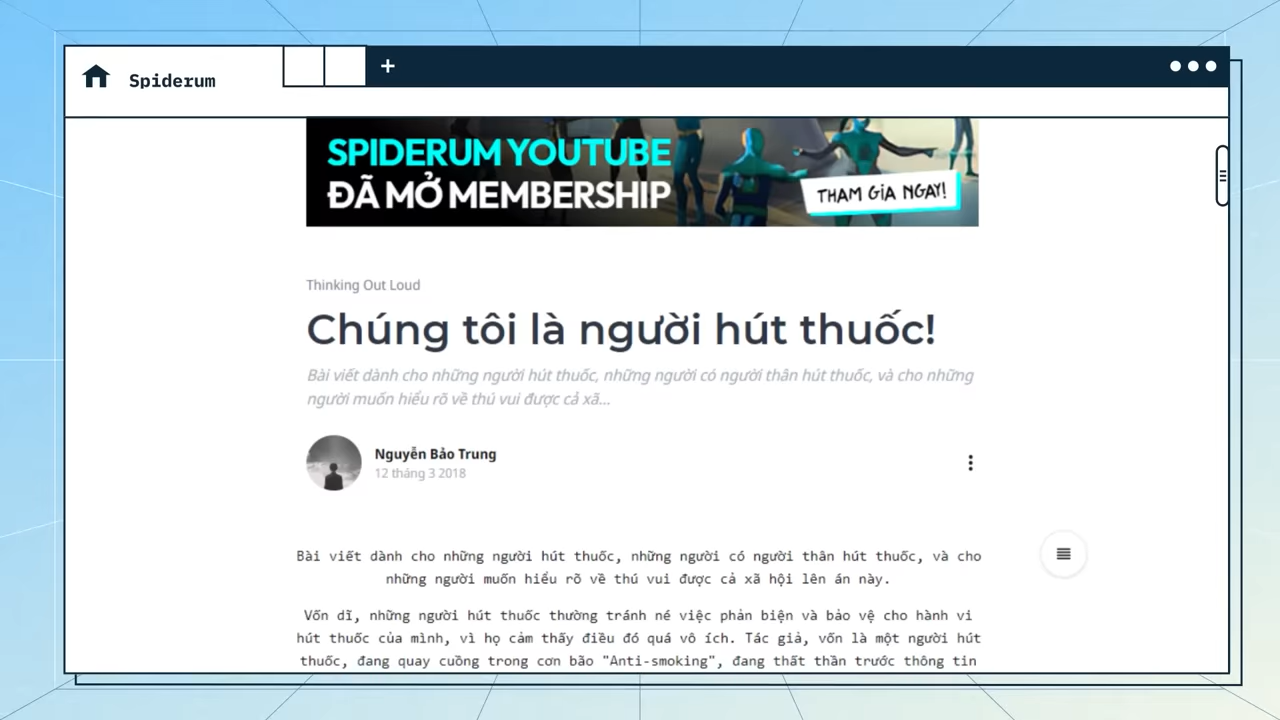 Spiderum
SPIDERUM YOUTUBE
ĐÃ MỞ MEMBERSHIP
THAM GIA NGAY!
Thinking Out Loud
Chúng tôi là người hút thuốc!
Bài viết dành cho những người hút thuốc, những người có người thân hút thuốc, và cho những
người muốn hiểu rõ về thú vui được cả xã...
Nguyễn Bảo Trung
12 tháng 3 2018
Bài viết dành cho những người hút thuốc, những người có người thân hút thuốc, và cho
những người muốn hiểu rõ về thú vui được cả xã hội lên án này.
Vốn dĩ, những người hút thuốc thường tránh né việc phản biện và bảo vệ cho hành vi
hút thuốc của mình, vì họ cảm thấy điều đó quá vô ích. Tác giả, vốn là một người hút
thuốc, đang quay cuồng trong cơn bão "Anti-smoking", đang thất thần trước thông tin